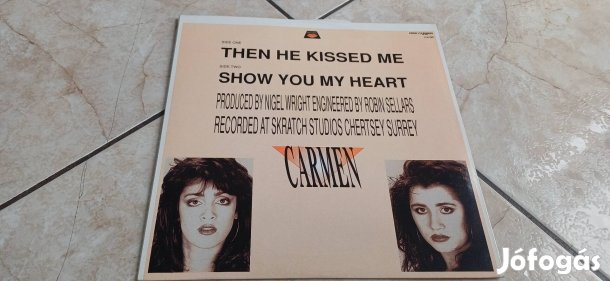 SIDE ONE
THEN HE KISSED ME
SIDE TWO
SHOW YOU MY HEART
PRODUCED BY NIGEL WRIGHT ENGINEERED BY ROBIN SELLARS
RECORDED AT SKRATCH STUDIOS CHERTSEY SURREY
CARMEN
Jófogás